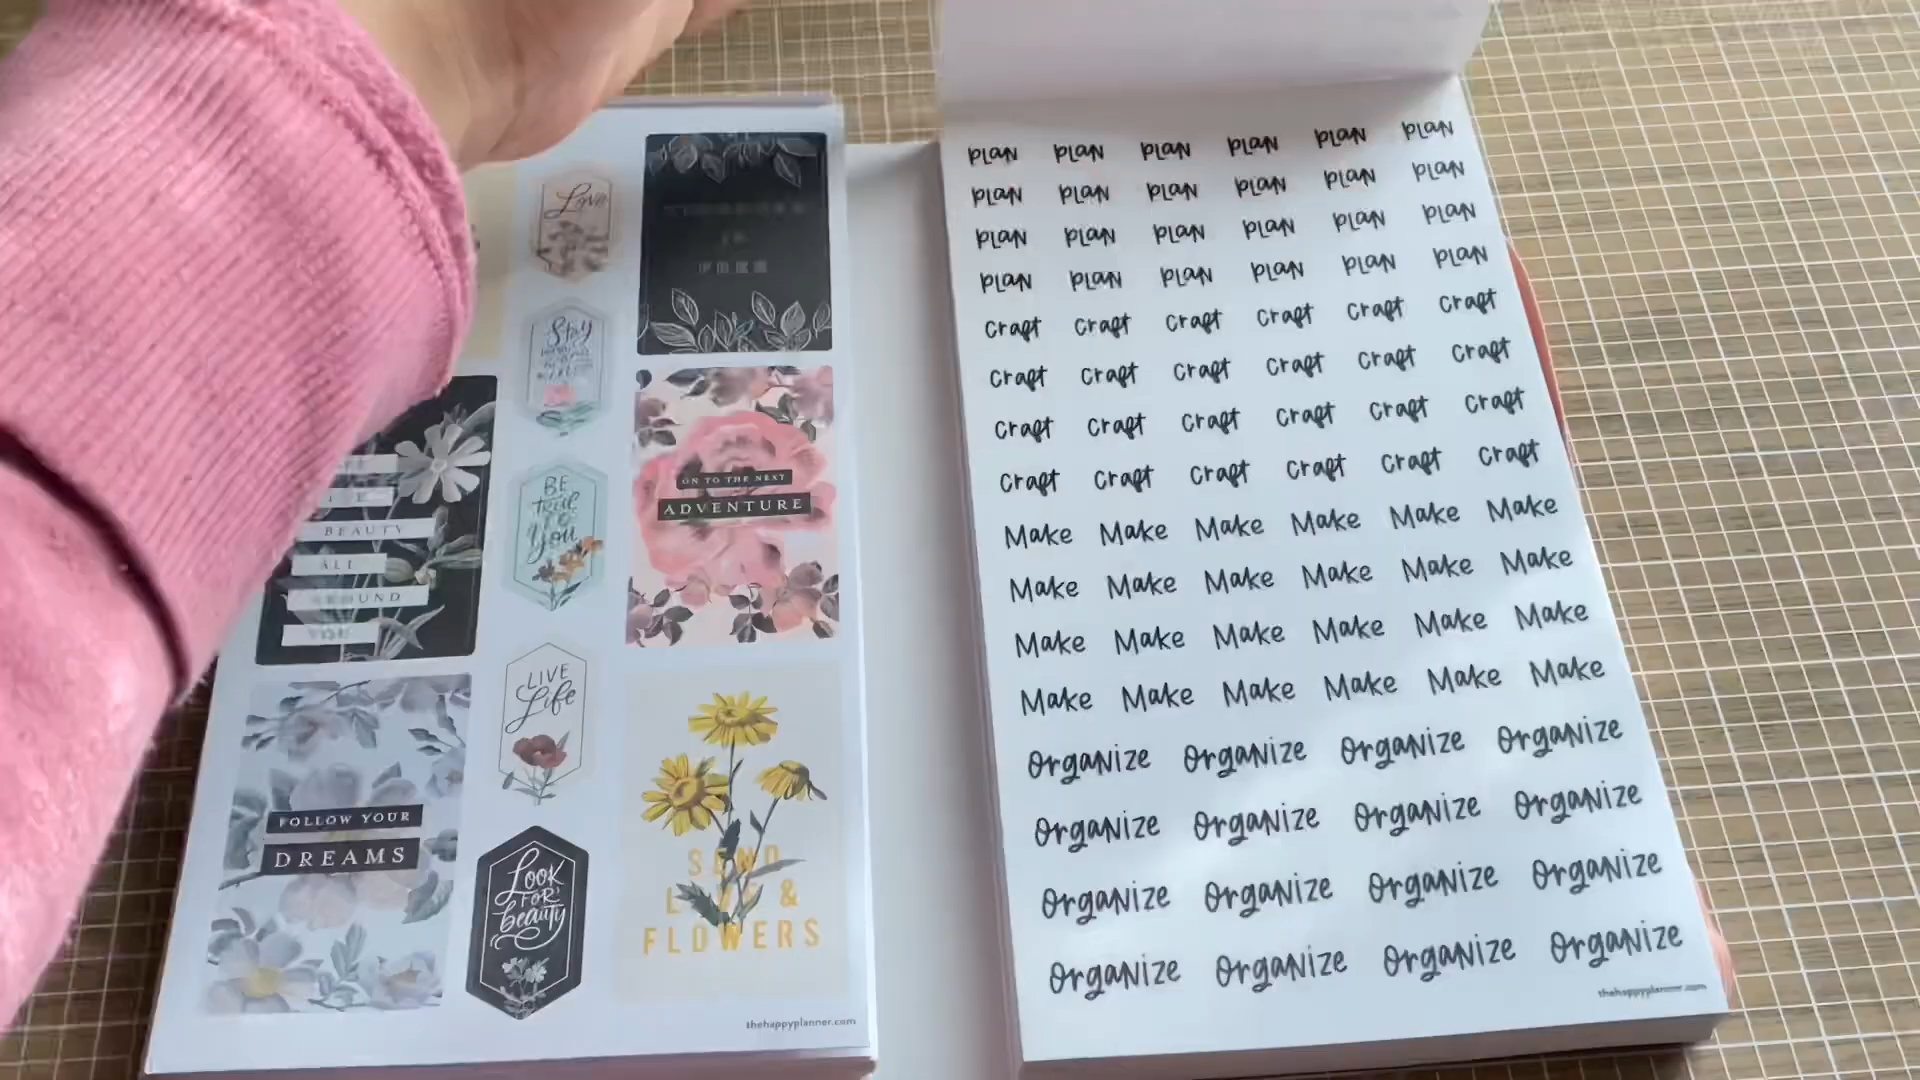 Love
Stay
BE
true
to
You
LIVE
Life
Look
FOR
beauty
BEAUTY
ALL
AROUND
YOU
FOLLOW YOUR
DREAMS
ON TO THE NEXT
ADVENTURE
SEND
LOVE &
FLOWERS
thehappyplanner.com
PLAN PLAN PLAN PLAN PLAN PLAN
PLAN PLAN PLAN PLAN PLAN PLAN
PLAN PLAN PLAN PLAN PLAN PLAN
PLAN PLAN PLAN PLAN PLAN PLAN
craft craft craft craft craft craft
craft craft craft craft craft craft
craft craft craft craft craft craft
craft craft craft craft craft craft
Make Make Make Make Make Make
Make Make Make Make Make Make
Make Make Make Make Make Make
Make Make Make Make Make Make
OrgaNize OrgaNize OrgaNize OrgaNize
OrgaNize OrgaNize OrgaNize OrgaNize
OrgaNize OrgaNize OrgaNize OrgaNize
OrgaNize OrgaNize OrgaNize OrgaNize
thehappyplanner.com